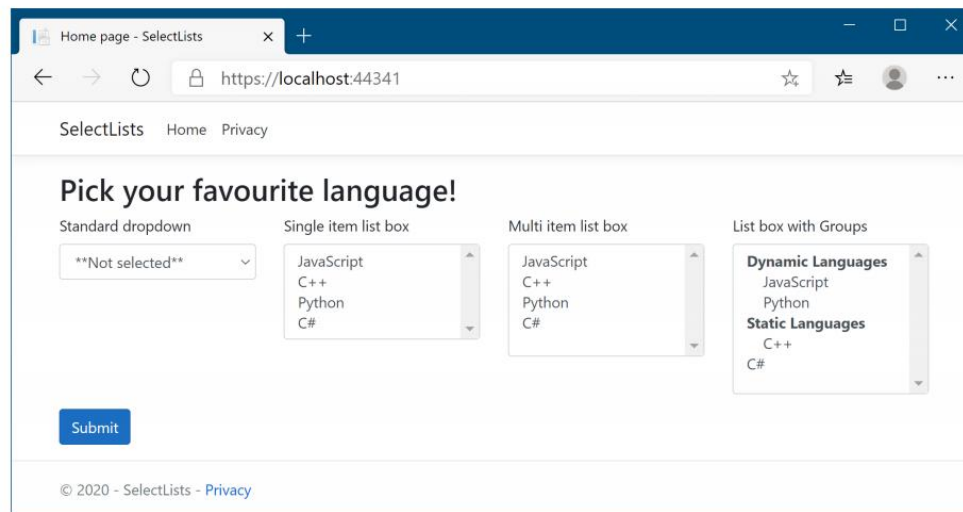 Home page - SelectLists
https://localhost:44341
SelectLists Home Privacy
Pick your favourite language!
Standard dropdown
**Not selected**
Single item list box
JavaScript
C++
Python
C#
Multi item list box
JavaScript
C++
Python
C#
List box with Groups
Dynamic Languages
JavaScript
Python
Static Languages
C++
C#
Submit
© 2020 - SelectLists - Privacy